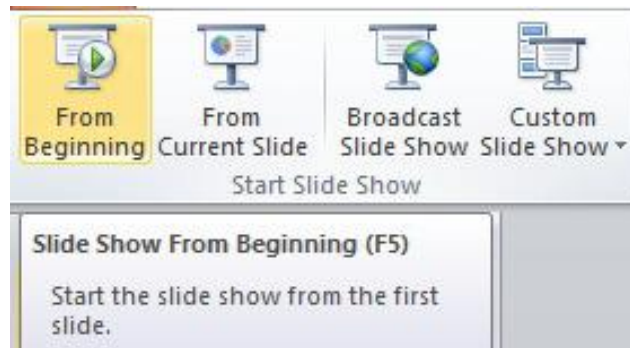 From Beginning
From Current Slide
Broadcast Slide Show
Custom Slide Show
Start Slide Show
Slide Show From Beginning (F5)
Start the slide show from the first
slide.